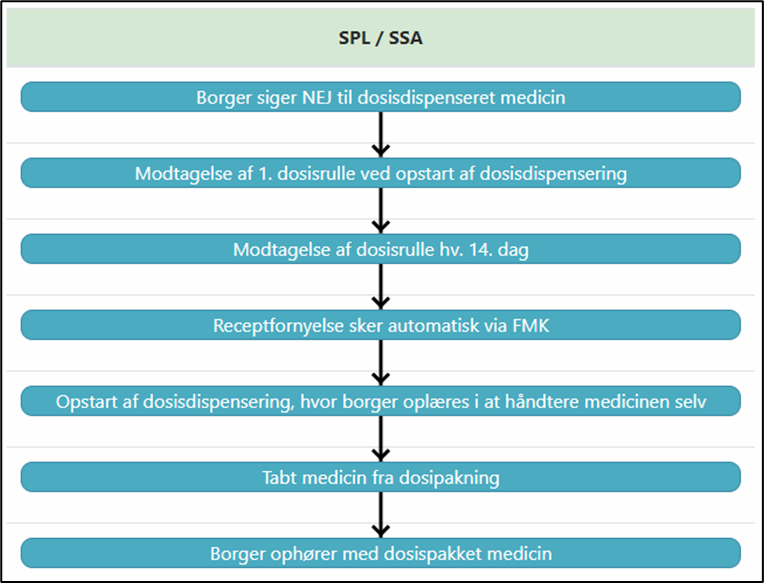 SPL / SSA
Borger siger NEJ til dosisdispenseret medicin
Modtagelse af 1. dosisrulle ved opstart af dosisdispensering
Modtagelse af dosisrulle hv. 14. dag
Receptfornyelse sker automatisk via FMK
Opstart af dosisdispensering, hvor borger oplæres i at håndtere medicinen selv
Tabt medicin fra dosipakning
Borger ophører med dosispakket medicin